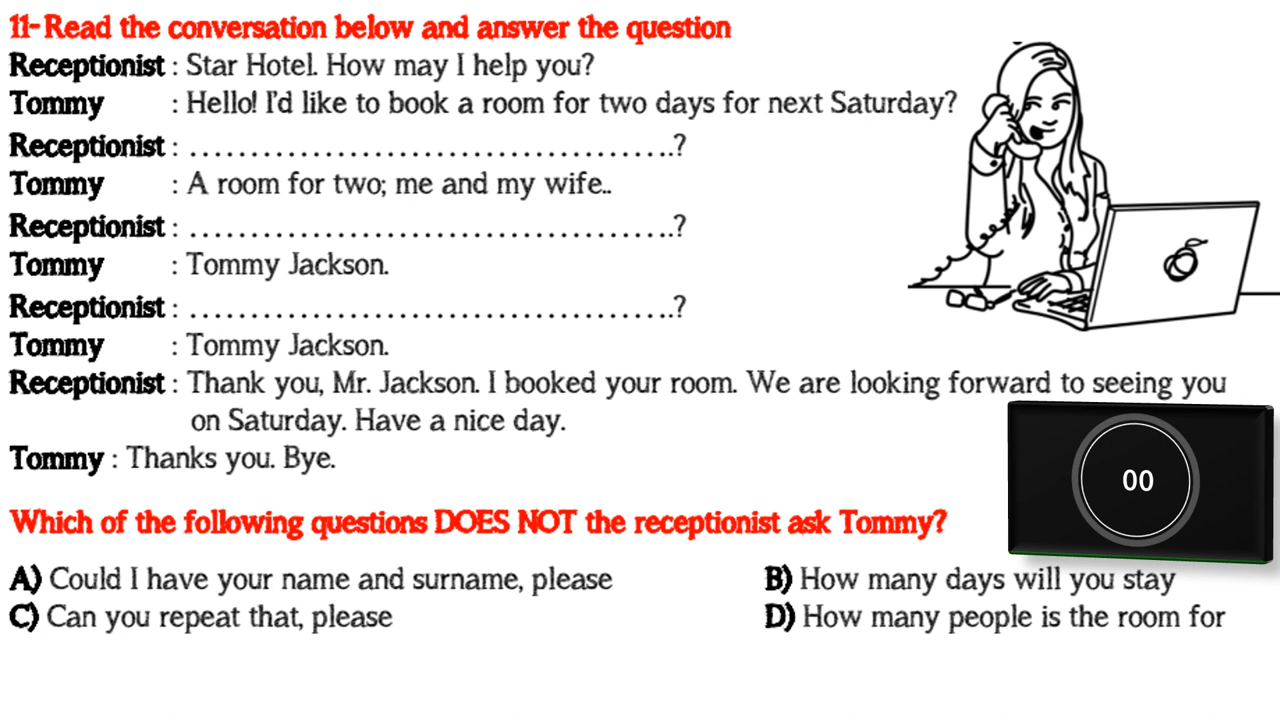 11-Read the conversation below and answer the question
Receptionist : Star Hotel. How may I help you?
Tommy : Hello! I'd like to book a room for two days for next Saturday?
Receptionist : .......................................?
Tommy : A room for two; me and my wife..
Receptionist : .......................................?
Tommy : Tommy Jackson.
Receptionist : .......................................?
Tommy : Tommy Jackson.
Receptionist : Thank you, Mr. Jackson. I booked your room. We are looking forward to seeing you
on Saturday. Have a nice day.
Tommy : Thanks you. Bye.
00
Which of the following questions DOES NOT the receptionist ask Tommy?
A) Could I have your name and surname, please
B) How many days will you stay
C) Can you repeat that, please
D) How many people is the room for